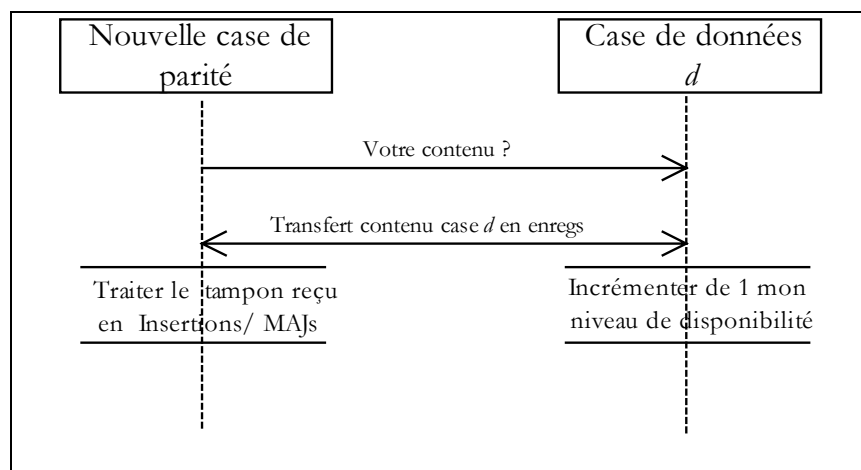 Nouvelle case de
parité
Case de données
d
Votre contenu ?
Transfert contenu case d en enregs
Traiter le tampon reçu
en Insertions/ MAJs
Incrémenter de 1 mon
niveau de disponibilité